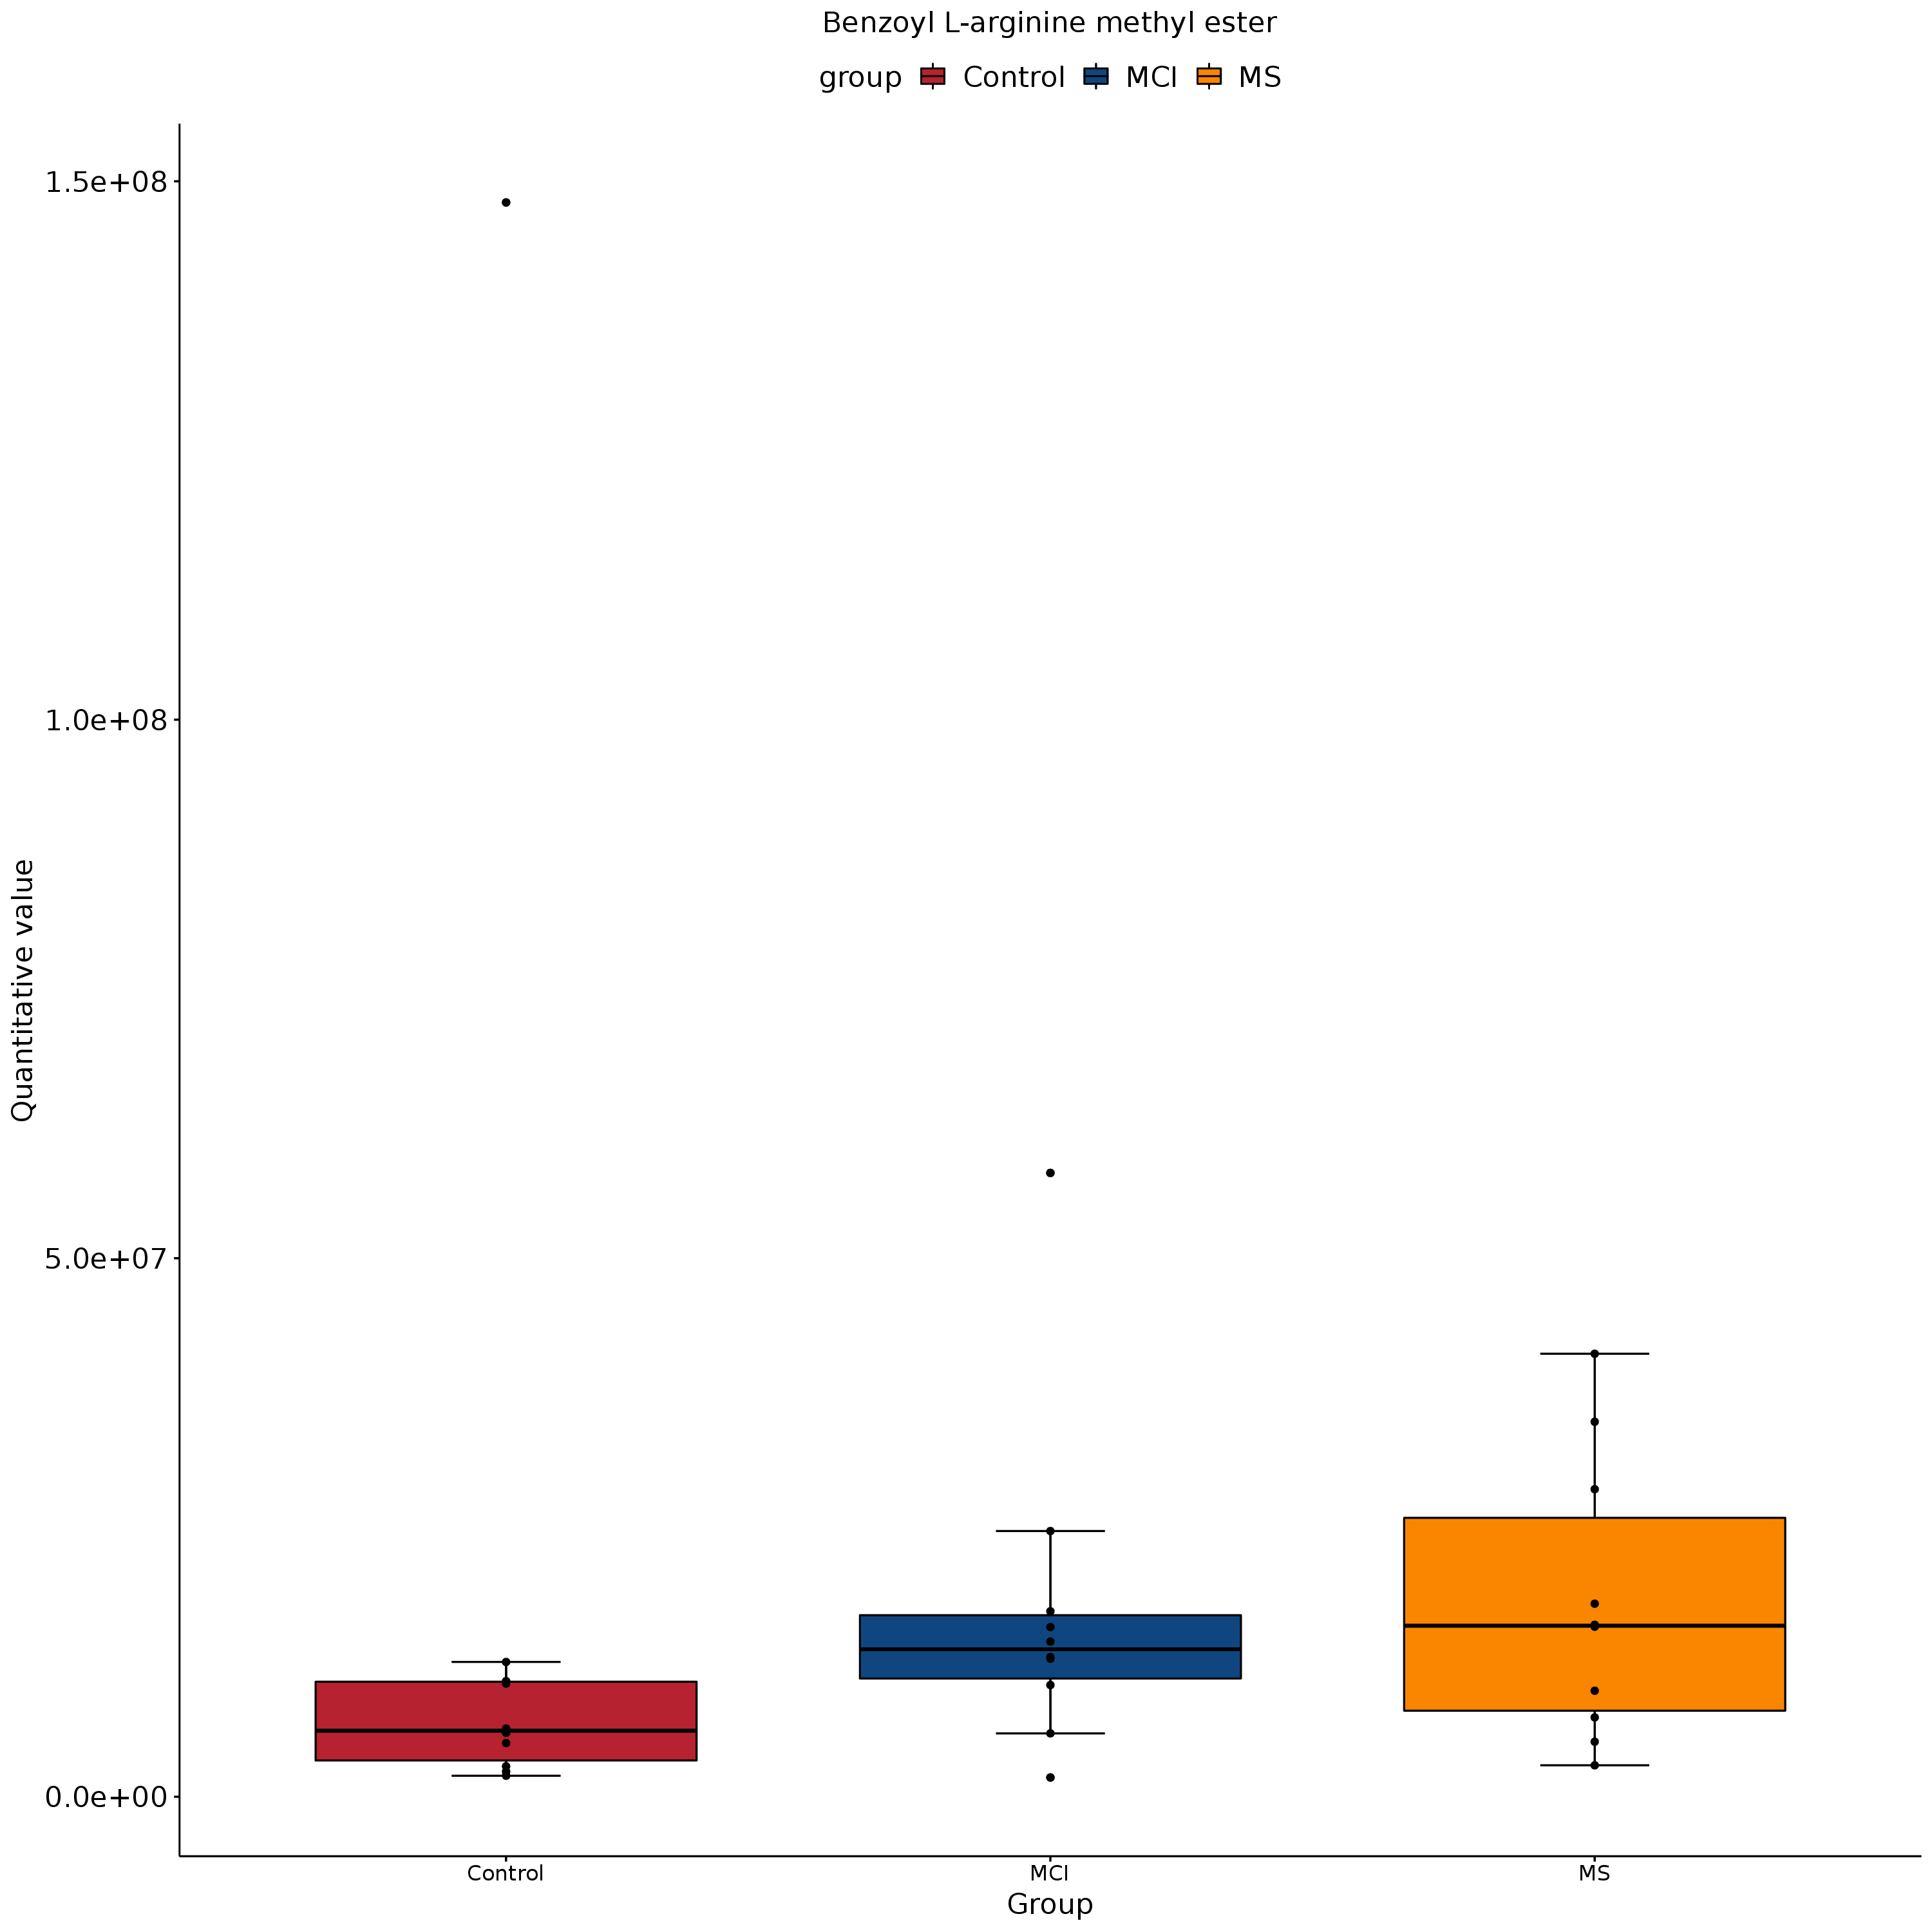 Benzoyl L-arginine methyl ester
group Control MCI MS
1.5e+08
1.0e+08
5.0e+07
0.0e+00
Quantitative value
Control MCI MS
Group